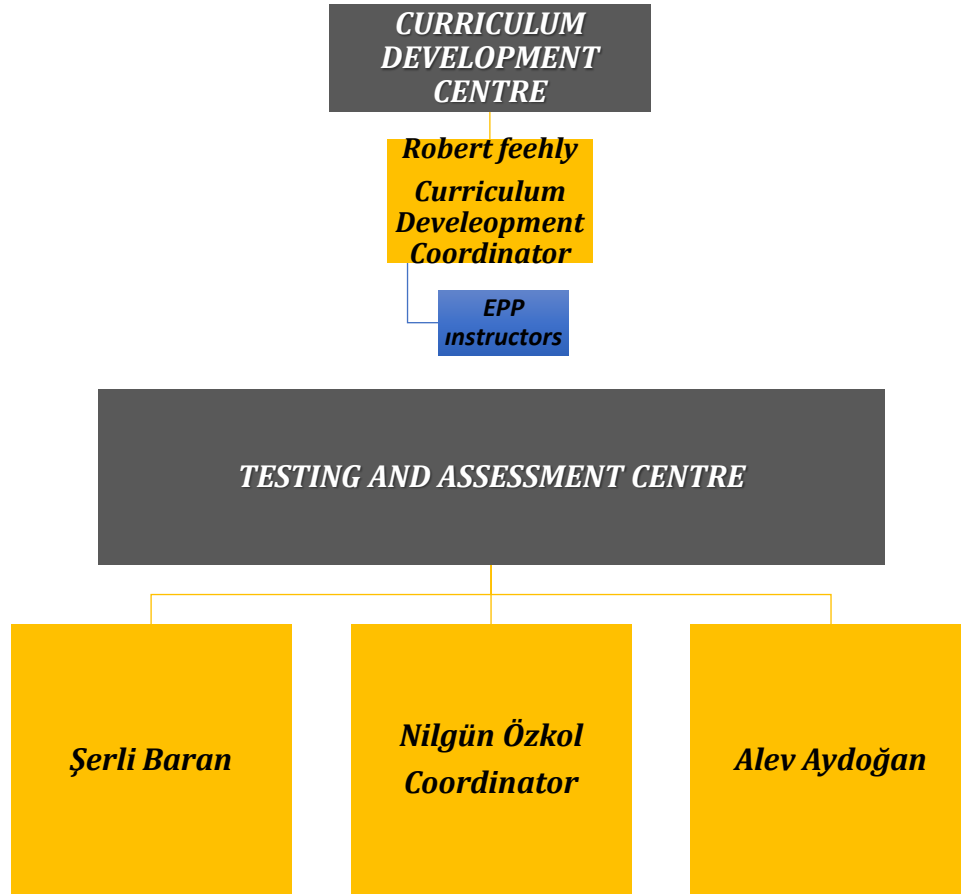 CURRICULUM
DEVELOPMENT
CENTRE
Robert feehly
Curriculum
Develeopment
Coordinator
EPP
ınstructors
TESTING AND ASSESSMENT CENTRE
Şerli Baran
Nilgün Özkol
Coordinator
Alev Aydoğan